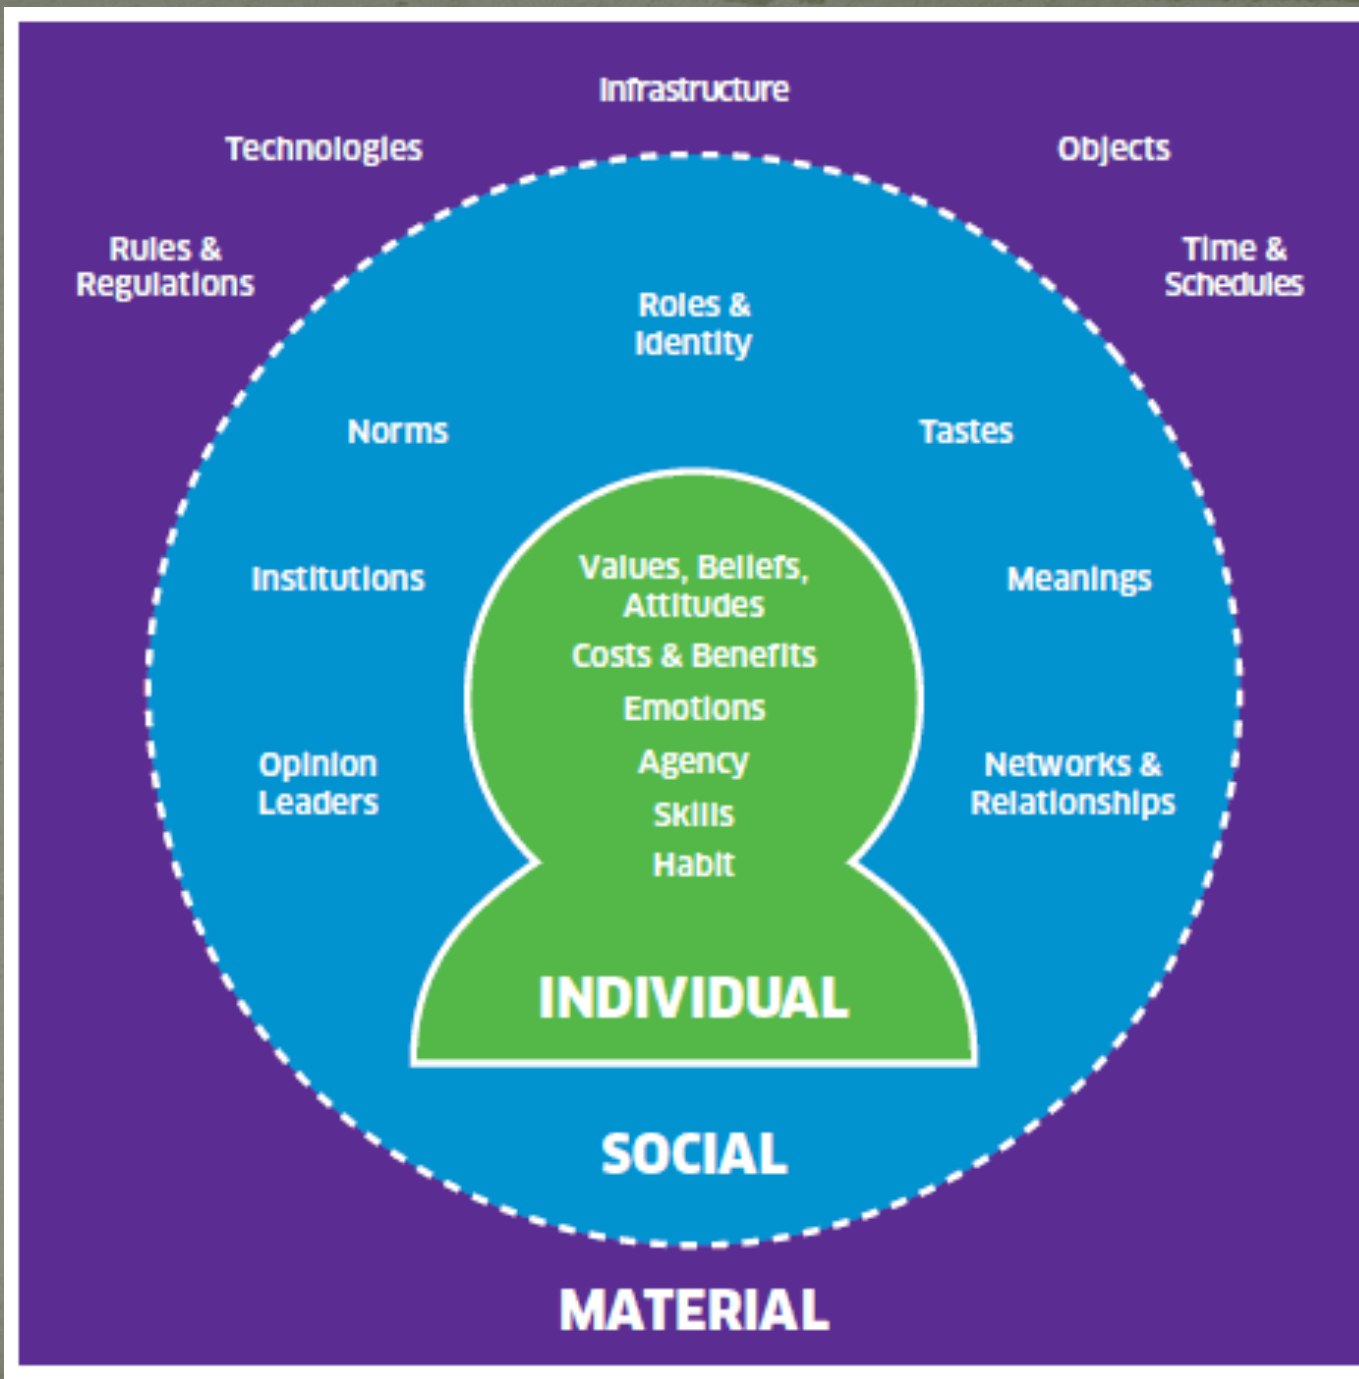 Infrastructure
Technologies
Objects
Rules &
Regulations
Time &
Schedules
Roles &
Identity
Norms
Tastes
Institutions
Meanings
Opinion
Leaders
Networks &
Relationships
Values, Beliefs,
Attitudes
Costs & Benefits
Emotions
Agency
Skills
Habit
INDIVIDUAL
SOCIAL
MATERIAL